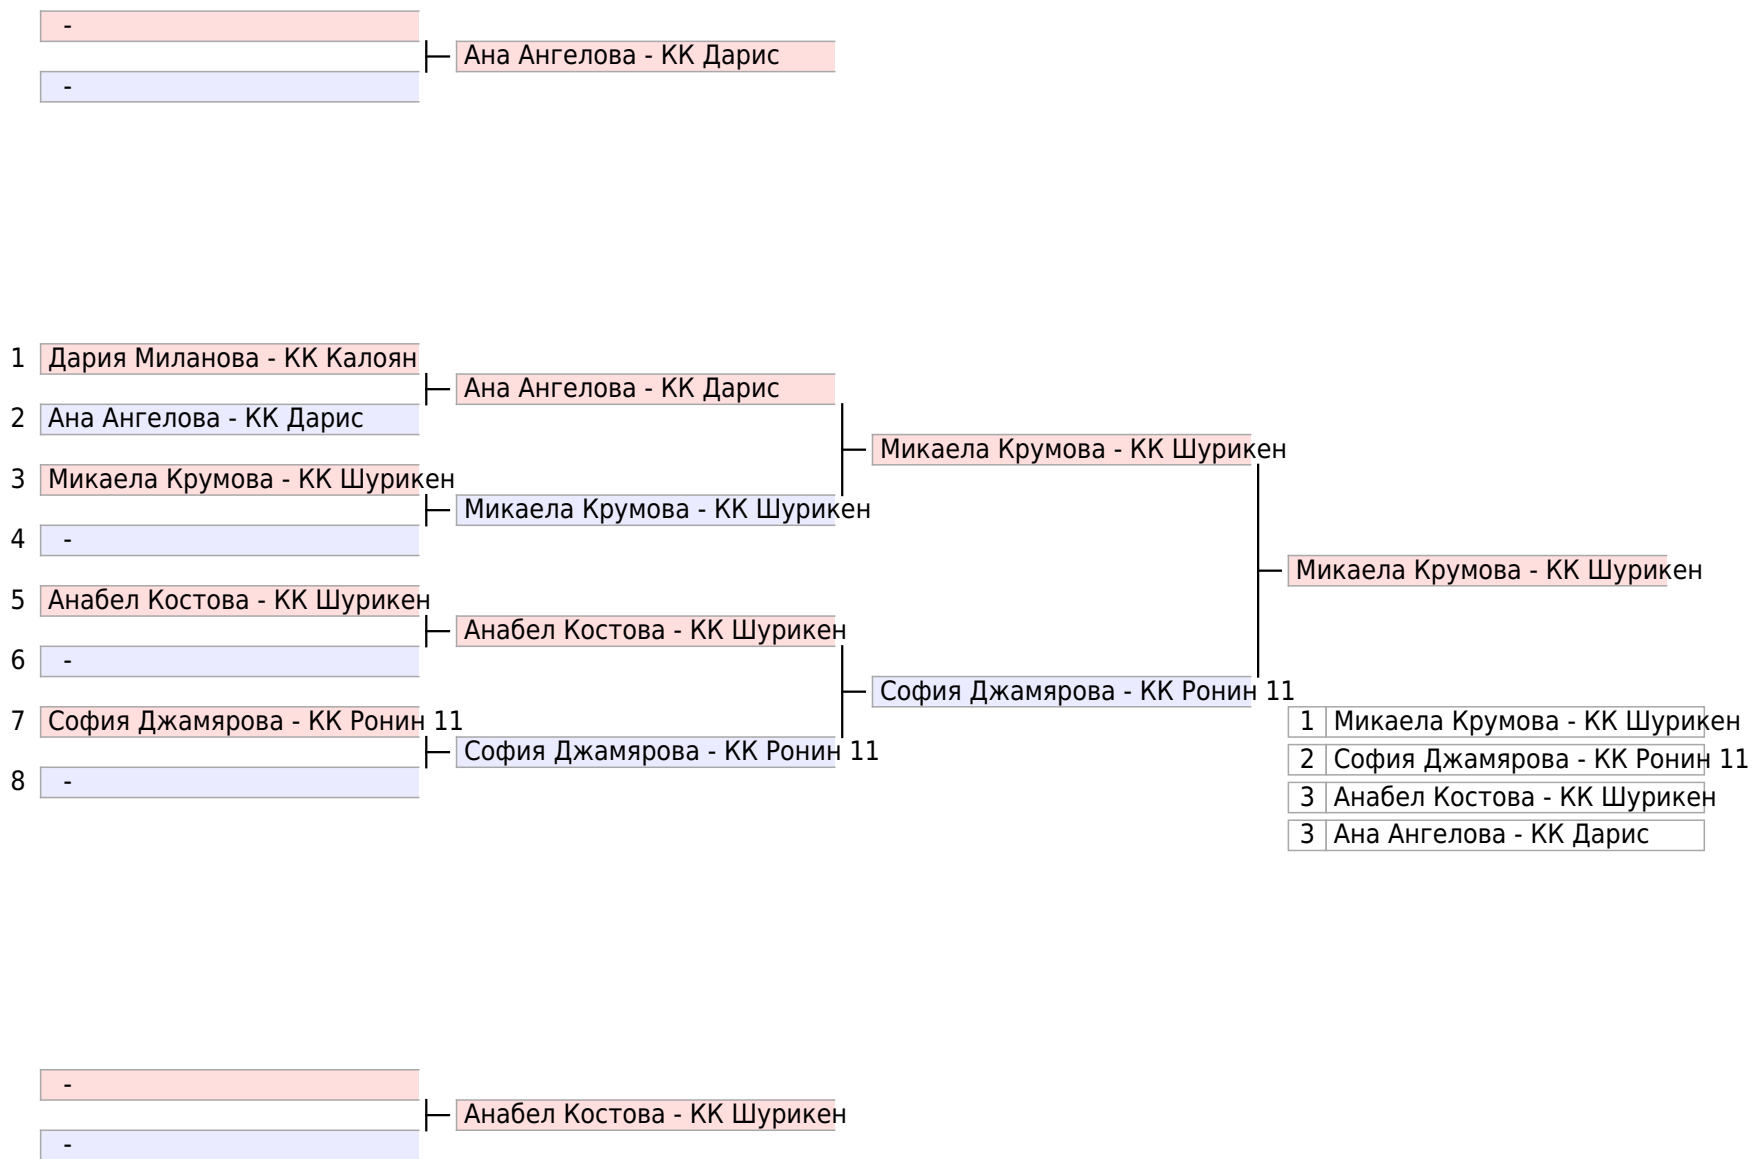 -
Ана Ангелова - КК Дарис
-
1 Дария Миланова - КК Калоян
Ана Ангелова - КК Дарис
2 Ана Ангелова - КК Дарис
Микаела Крумова - КК Шурикен
3 Микаела Крумова - КК Шурикен
Микаела Крумова - КК Шурикен
4 -
Микаела Крумова - КК Шурикен
5 Анабел Костова - КК Шурикен
Анабел Костова - КК Шурикен
6 -
София Джамярова - КК Ронин 11
7 София Джамярова - КК Ронин 11
1 Микаела Крумова - КК Шурикен
София Джамярова - КК Ронин 11
2 София Джамярова - КК Ронин 11
8 -
3 Анабел Костова - КК Шурикен
3 Ана Ангелова - КК Дарис
-
Анабел Костова - КК Шурикен
-